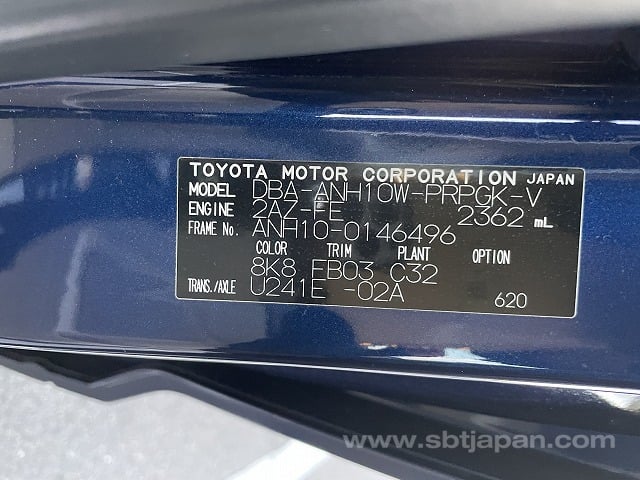 TOYOTA MOTOR CORPORATION JAPAN
MODEL DBA-ANH10W-PRPGK-V
ENGINE 2AZ-FE 2362 mL
FRAME No. ANH10-0146496
COLOR TRIM PLANT OPTION
8K8 FB03 C32
TRANS./AXLE U241E -02A 620
www.sbtjapan.com